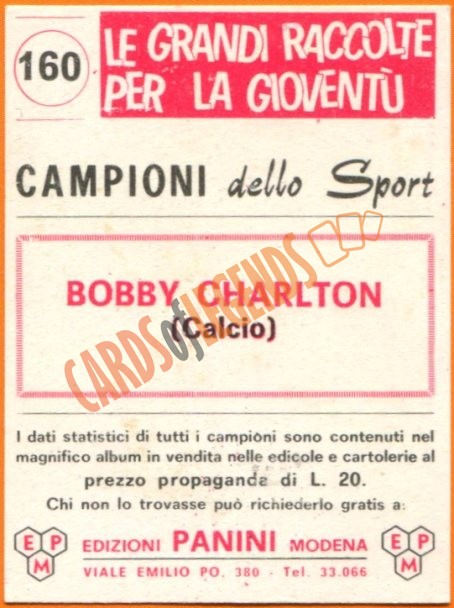 160
LE GRANDI RACCOLTE
PER LA GIOVENTÙ
CAMPIONI dello Sport
BOBBY CHARLTON
(Calcio)
CARDS of LEGENDS
I dati statistici di tutti i campioni sono contenuti nel
magnifico album in vendita nelle edicole e cartolerie al
prezzo propaganda di L. 20.
Chi non lo trovasse può richiederlo gratis a:
EPM EDIZIONI PANINI MODENA EPM
VIALE EMILIO PO. 380 - Tel. 33.066